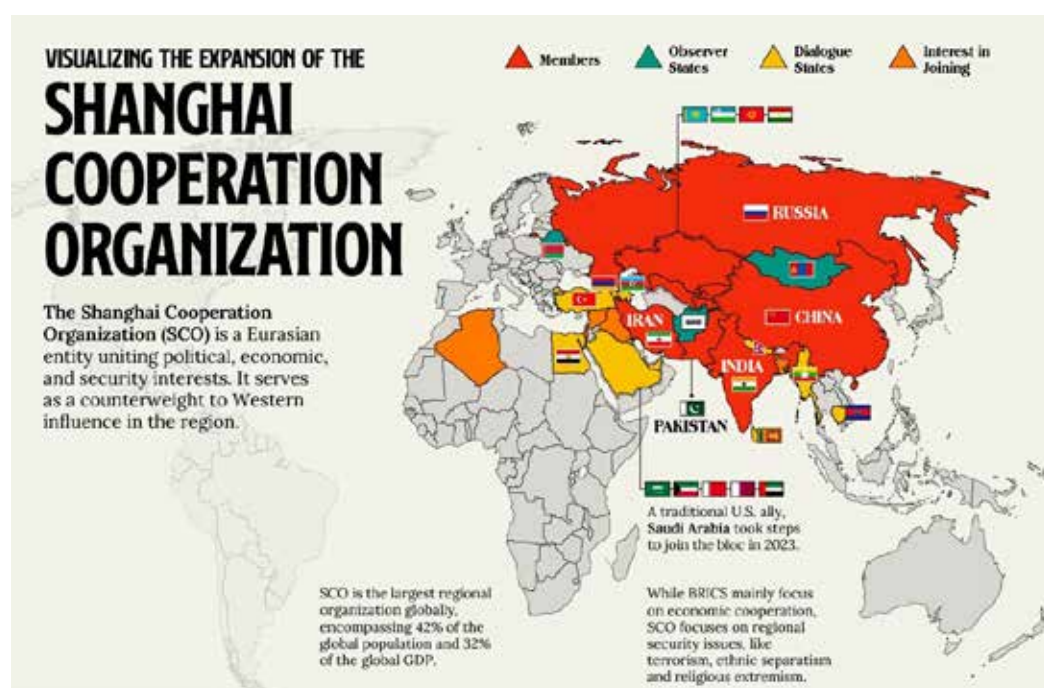 VISUALIZING THE EXPANSION OF THE
SHANGHAI
COOPERATION
ORGANIZATION
The Shanghai Cooperation
Organization (SCO) is a Eurasian
entity uniting political, economic,
and security interests. It serves
as a counterweight to Western
influence in the region.
Members
Observer
States
Dialogue
States
Interest in
Joining
RUSSIA
CHINA
IRAN
INDIA
PAKISTAN
A traditional U.S. ally,
Saudi Arabia took steps
to join the bloc in 2023.
SCO is the largest regional
organization globally,
encompassing 42% of the
global population and 32%
of the global GDP.
While BRICS mainly focus
on economic cooperation,
SCO focuses on regional
security issues, like
terrorism, ethnic separatism
and religious extremism.